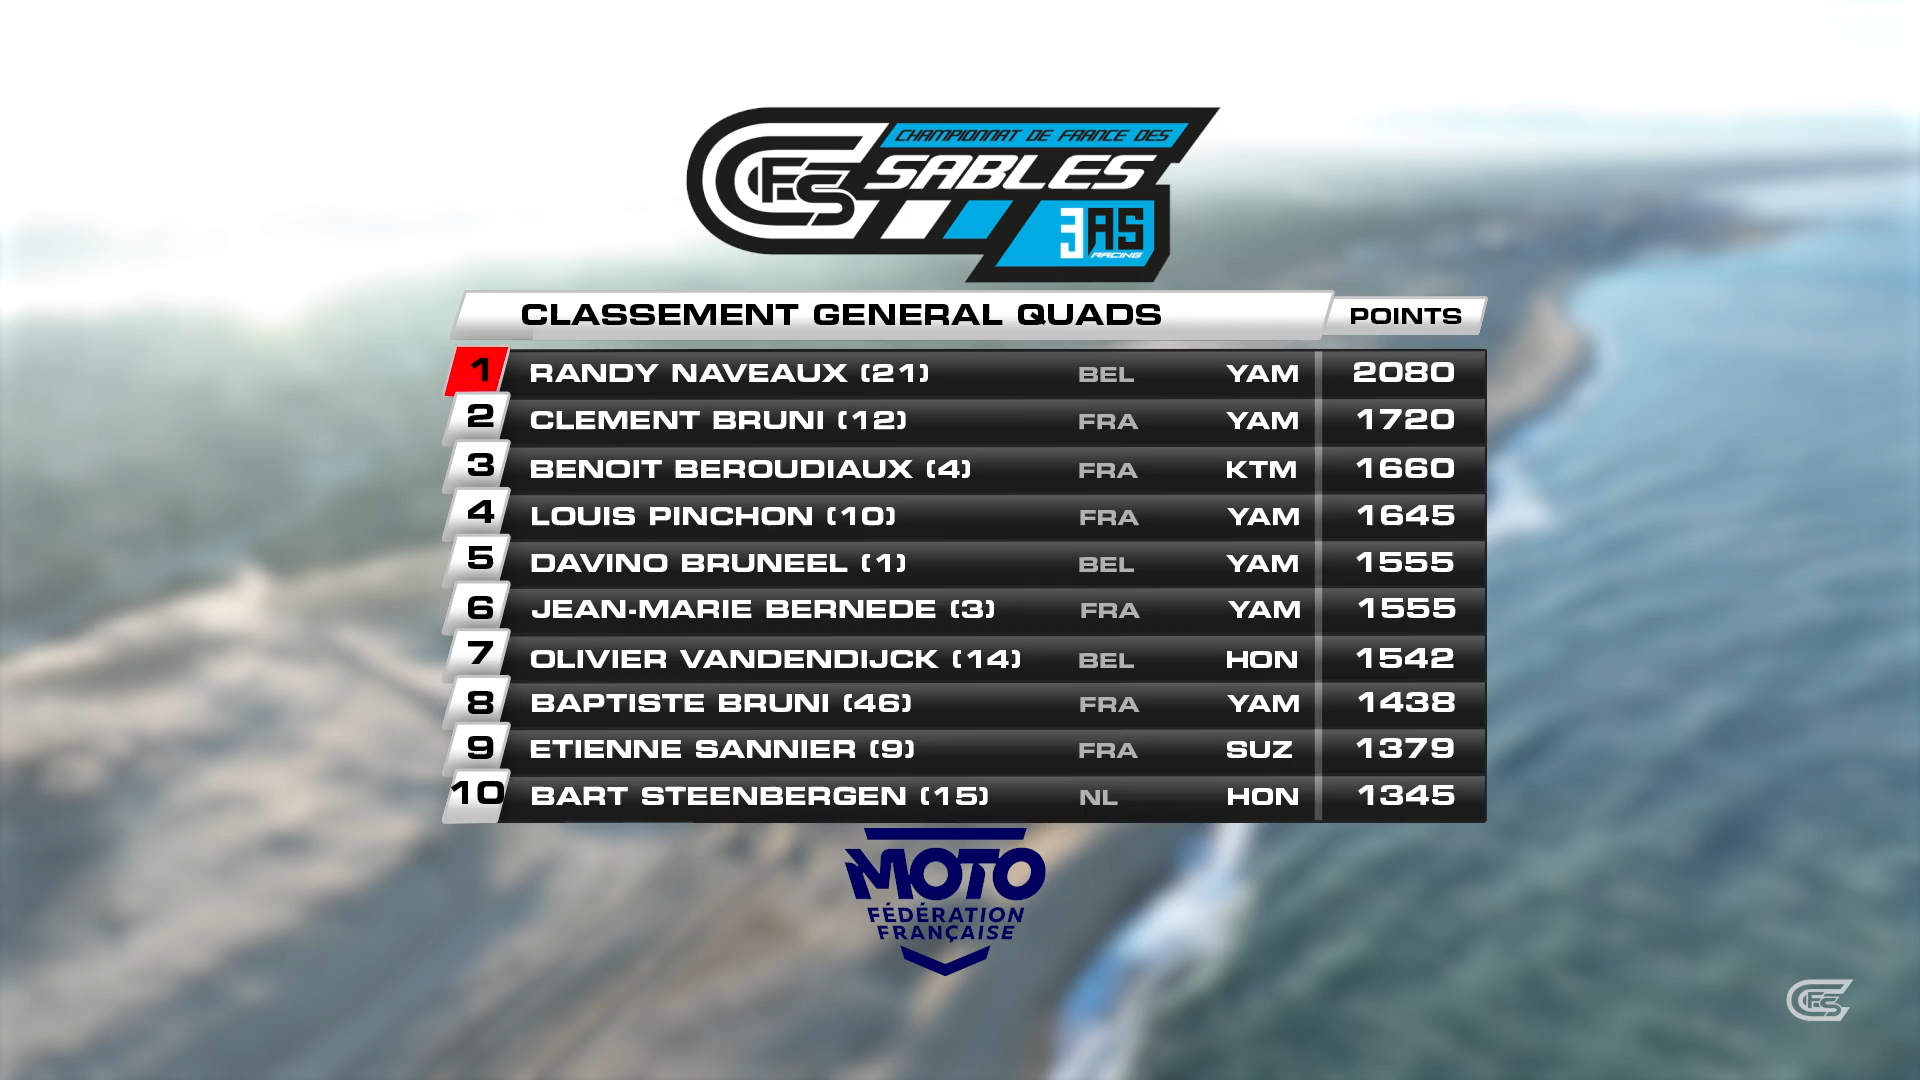 CHAMPIONNAT DE FRANCE DES
CFS SABLES
3AS
RACING
CLASSEMENT GENERAL QUADS POINTS
1 RANDY NAVEAUX (21) BEL YAM 2080
2 CLEMENT BRUNI (12) FRA YAM 1720
3 BENOIT BEROUDIAUX (4) FRA KTM 1660
4 LOUIS PINCHON (10) FRA YAM 1645
5 DAVINO BRUNEEL (1) BEL YAM 1555
6 JEAN-MARIE BERNEDE (3) FRA YAM 1555
7 OLIVIER VANDENDIJCK (14) BEL HON 1542
8 BAPTISTE BRUNI (46) FRA YAM 1438
9 ETIENNE SANNIER (9) FRA SUZ 1379
10 BART STEENBERGEN (15) NL HON 1345
MOTO
FÉDÉRATION
FRANÇAISE
CFS